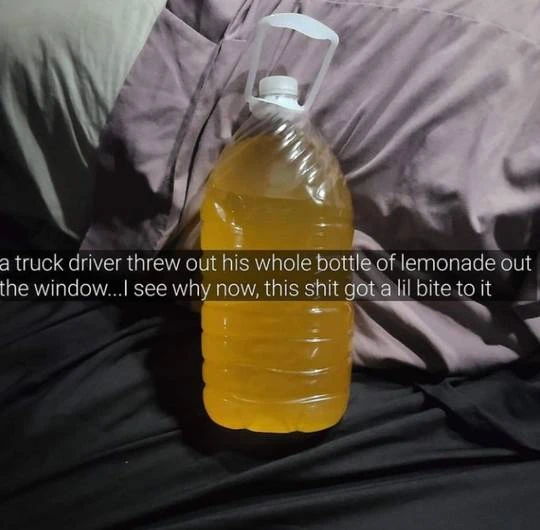 a truck driver threw out his whole bottle of lemonade out
the window...I see why now, this shit got a lil bite to it